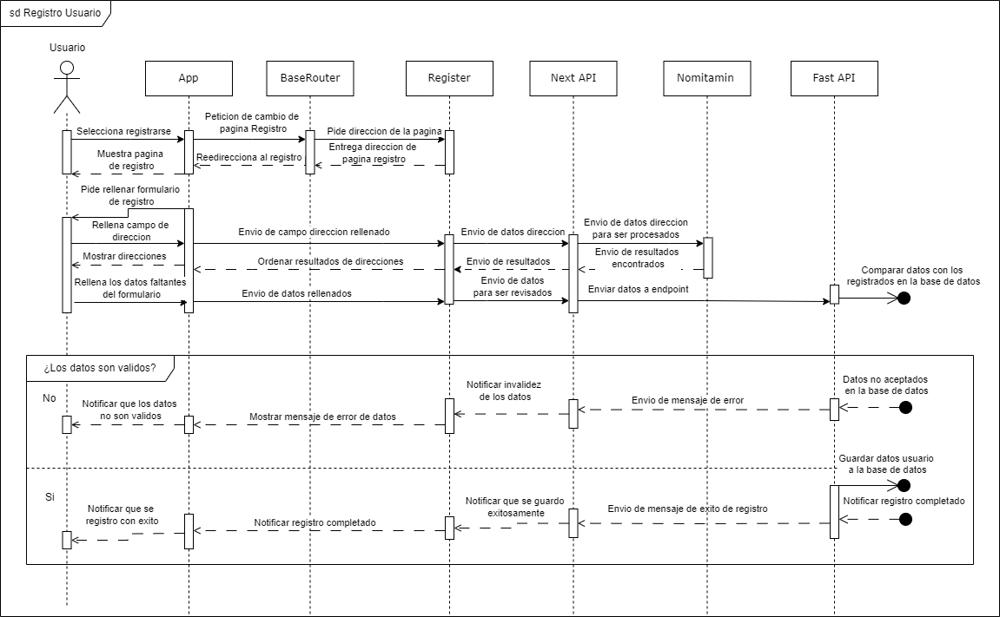 sd Registro Usuario
Usuario
App
BaseRouter
Register
Next API
Nomitamin
Fast API
Selecciona registrarse
Peticion de cambio de
pagina Registro
Pide direccion de la pagina
Muestra pagina
de registro
Reedirecciona al registro
Entrega direccion de
pagina registro
Pide rellenar formulario
de registro
Rellena campo de
direccion
Envio de campo direccion rellenado
Envio de datos direccion
Envio de datos direccion
para ser procesados
Mostrar direcciones
Ordenar resultados de direcciones
Envio de resultados
Envio de resultados
encontrados
Rellena los datos faltantes
del formulario
Envio de datos rellenados
Envio de datos
para ser revisados
Enviar datos a endpoint
Comparar datos con los
registrados en la base de datos
¿Los datos son validos?
No
Notificar que los datos
no son validos
Mostrar mensaje de error de datos
Notificar invalidez
de los datos
Envio de mensaje de error
Datos no aceptados
en la base de datos
Guardar datos usuario
a la base de datos
Si
Notificar que se
registro con exito
Notificar registro completado
Notificar que se guardo
exitosamente
Envio de mensaje de exito de registro
Notificar registro completado